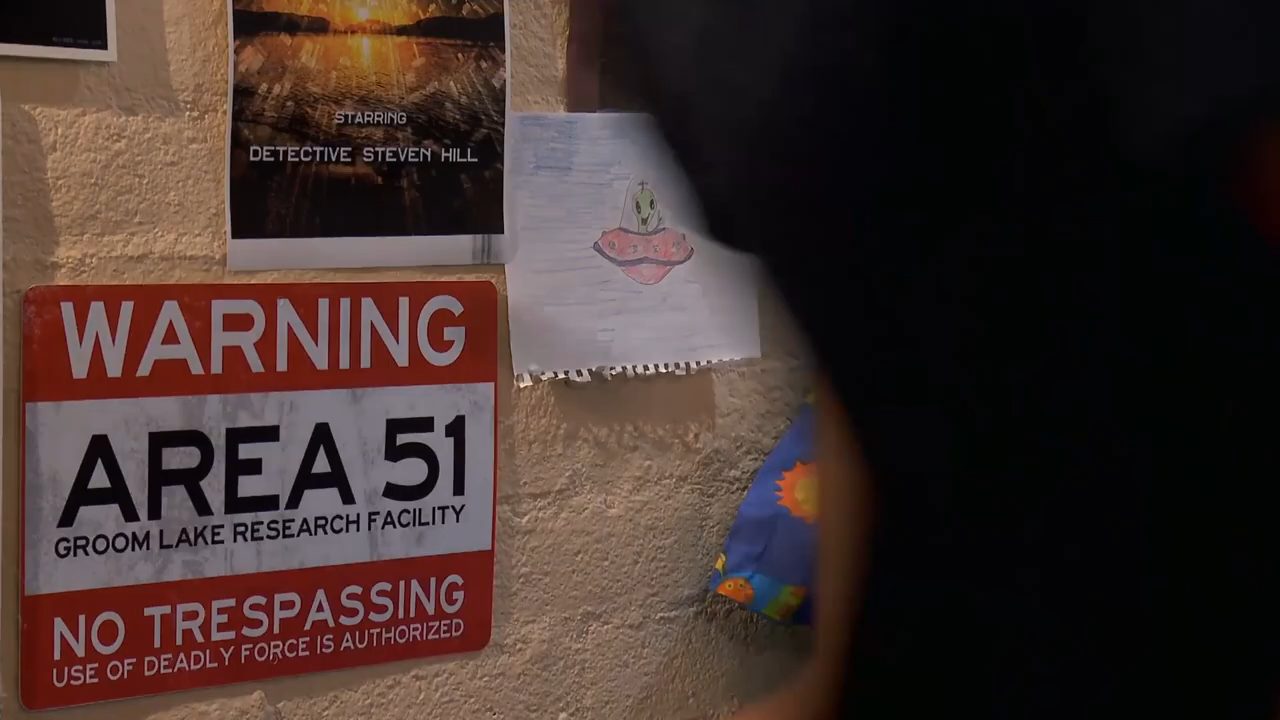 STARRING
DETECTIVE STEVEN HILL
WARNING
AREA 51
GROOM LAKE RESEARCH FACILITY
NO TRESPASSING
USE OF DEADLY FORCE IS AUTHORIZED